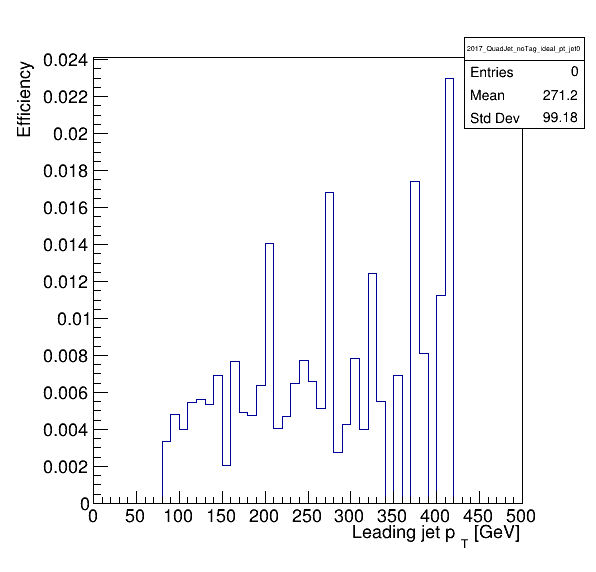 2017_QuadJet_noTag_ideal_pt_jet0
Entries 0
Mean 271.2
Std Dev 99.18
Efficiency
0.024
0.022
0.02
0.018
0.016
0.014
0.012
0.01
0.008
0.006
0.004
0.002
0
0 50 100 150 200 250 300 350 400 450 500
Leading jet p T [GeV]